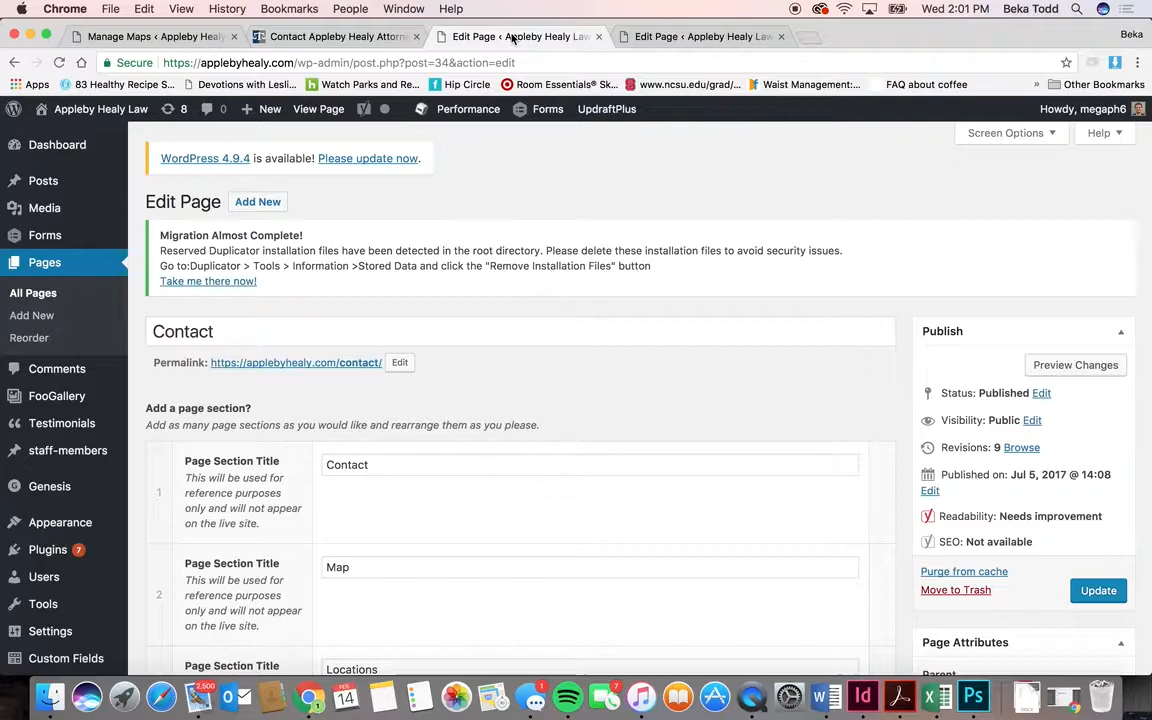 Chrome File Edit View History Bookmarks People Window Help Wed 2:01 PM Beka Todd
Manage Maps ‹ Appleby Healy × Contact Appleby Healy Attorne × Edit Page ‹ Appleby Healy Law × Edit Page ‹ Appleby Healy Law × Beka
Secure https://applebyhealy.com/wp-admin/post.php?post=34&action=edit
Apps 83 Healthy Recipe S... Devotions with Lesli... Watch Parks and Re... Hip Circle Room Essentials® Sk... www.ncsu.edu/grad/... Waist Management:... FAQ about coffee » Other Bookmarks
Appleby Healy Law 8 0 + New View Page Performance Forms UpdraftPlus Howdy, megaph6
Screen Options ▼ Help ▼
Dashboard
Posts
Media
Forms
Pages
All Pages
Add New
Reorder
Comments
FooGallery
Testimonials
staff-members
Genesis
Appearance
Plugins 7
Users
Tools
Settings
Custom Fields
WordPress 4.9.4 is available! Please update now.
Edit Page Add New
Migration Almost Complete!
Reserved Duplicator installation files have been detected in the root directory. Please delete these installation files to avoid security issues.
Go to:Duplicator > Tools > Information >Stored Data and click the "Remove Installation Files" button
Take me there now!
Contact
Permalink: https://applebyhealy.com/contact/ Edit
Add a page section?
Add as many page sections as you would like and rearrange them as you please.
1
Page Section Title
This will be used for
reference purposes
only and will not appear
on the live site.
Contact
2
Page Section Title
This will be used for
reference purposes
only and will not appear
on the live site.
Map
Page Section Title
Locations
Publish
Preview Changes
Status: Published Edit
Visibility: Public Edit
Revisions: 9 Browse
Published on: Jul 5, 2017 @ 14:08
Edit
Readability: Needs improvement
SEO: Not available
Purge from cache
Move to Trash
Update
Page Attributes
Parent
2,500
FEB
14
1
1
7
W
Id
Ps